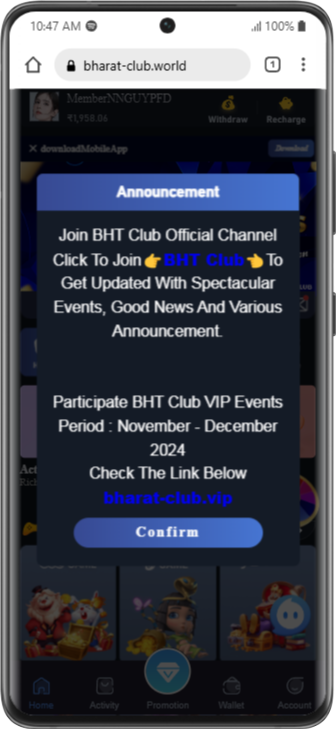 10:47 AM
100%
bharat-club.world
1
MemberNNGUYPFD
₹1,958.06
Withdraw
Recharge
downloadMobileApp
Download
Announcement
Join BHT Club Official Channel
Click To Join 👉BHT Club👈To
Get Updated With Spectacular
Events, Good News And Various
Announcement.
Participate BHT Club VIP Events
Period : November - December
2024
Check The Link Below
bharat-club.vip
Confirm
Home
Activity
Promotion
Wallet
Account